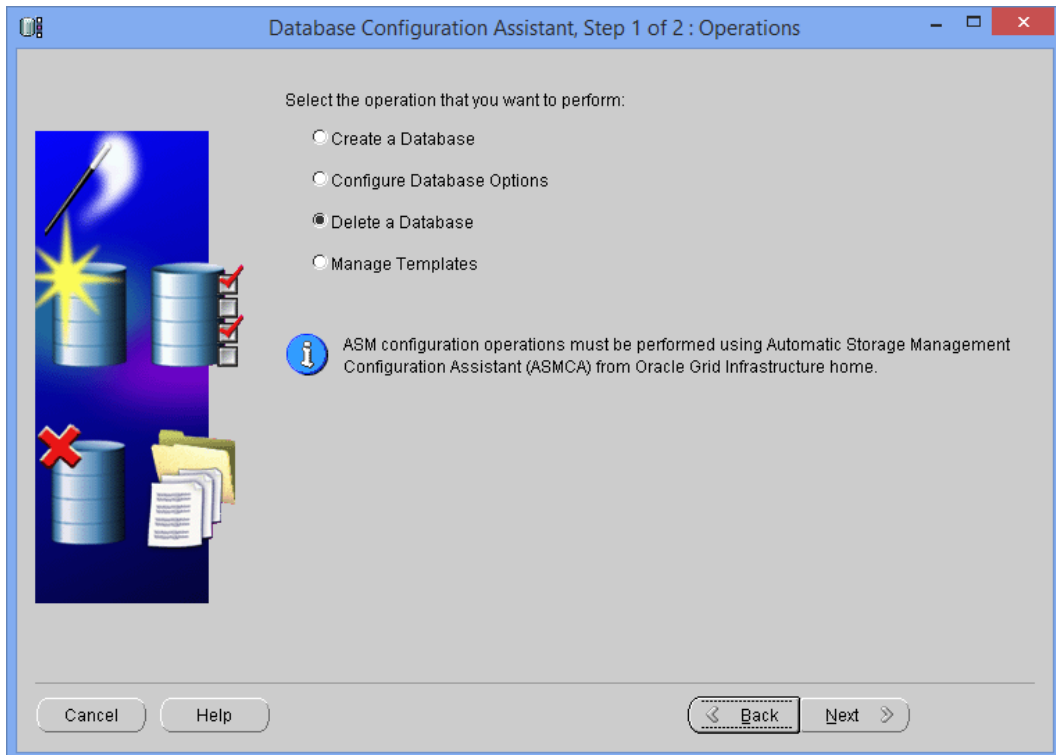 Database Configuration Assistant, Step 1 of 2 : Operations
Select the operation that you want to perform:
Create a Database
Configure Database Options
Delete a Database
Manage Templates
ASM configuration operations must be performed using Automatic Storage Management
Configuration Assistant (ASMCA) from Oracle Grid Infrastructure home.
Cancel
Help
Back
Next